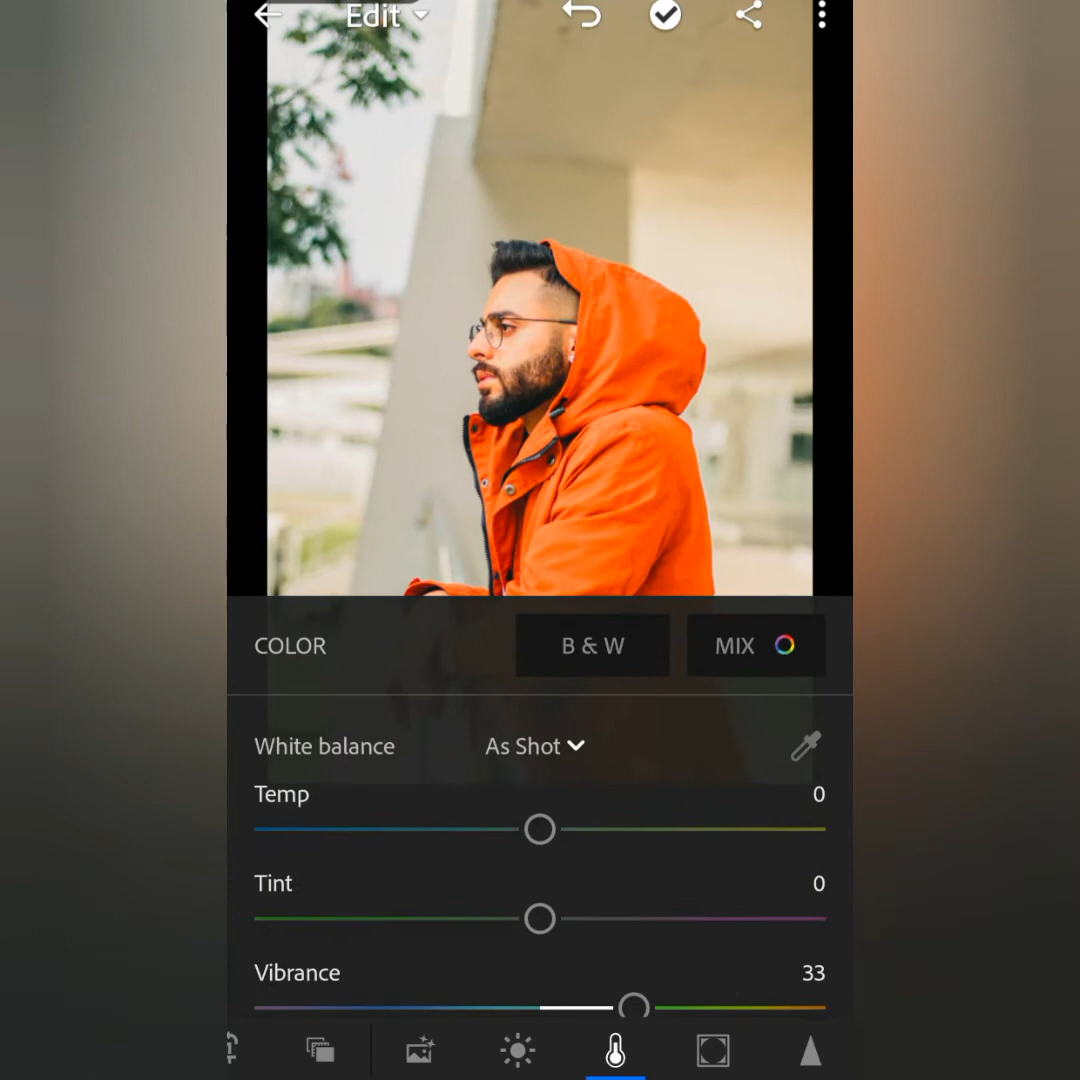 Edit
COLOR B & W MIX
White balance As Shot
Temp 0
Tint 0
Vibrance 33